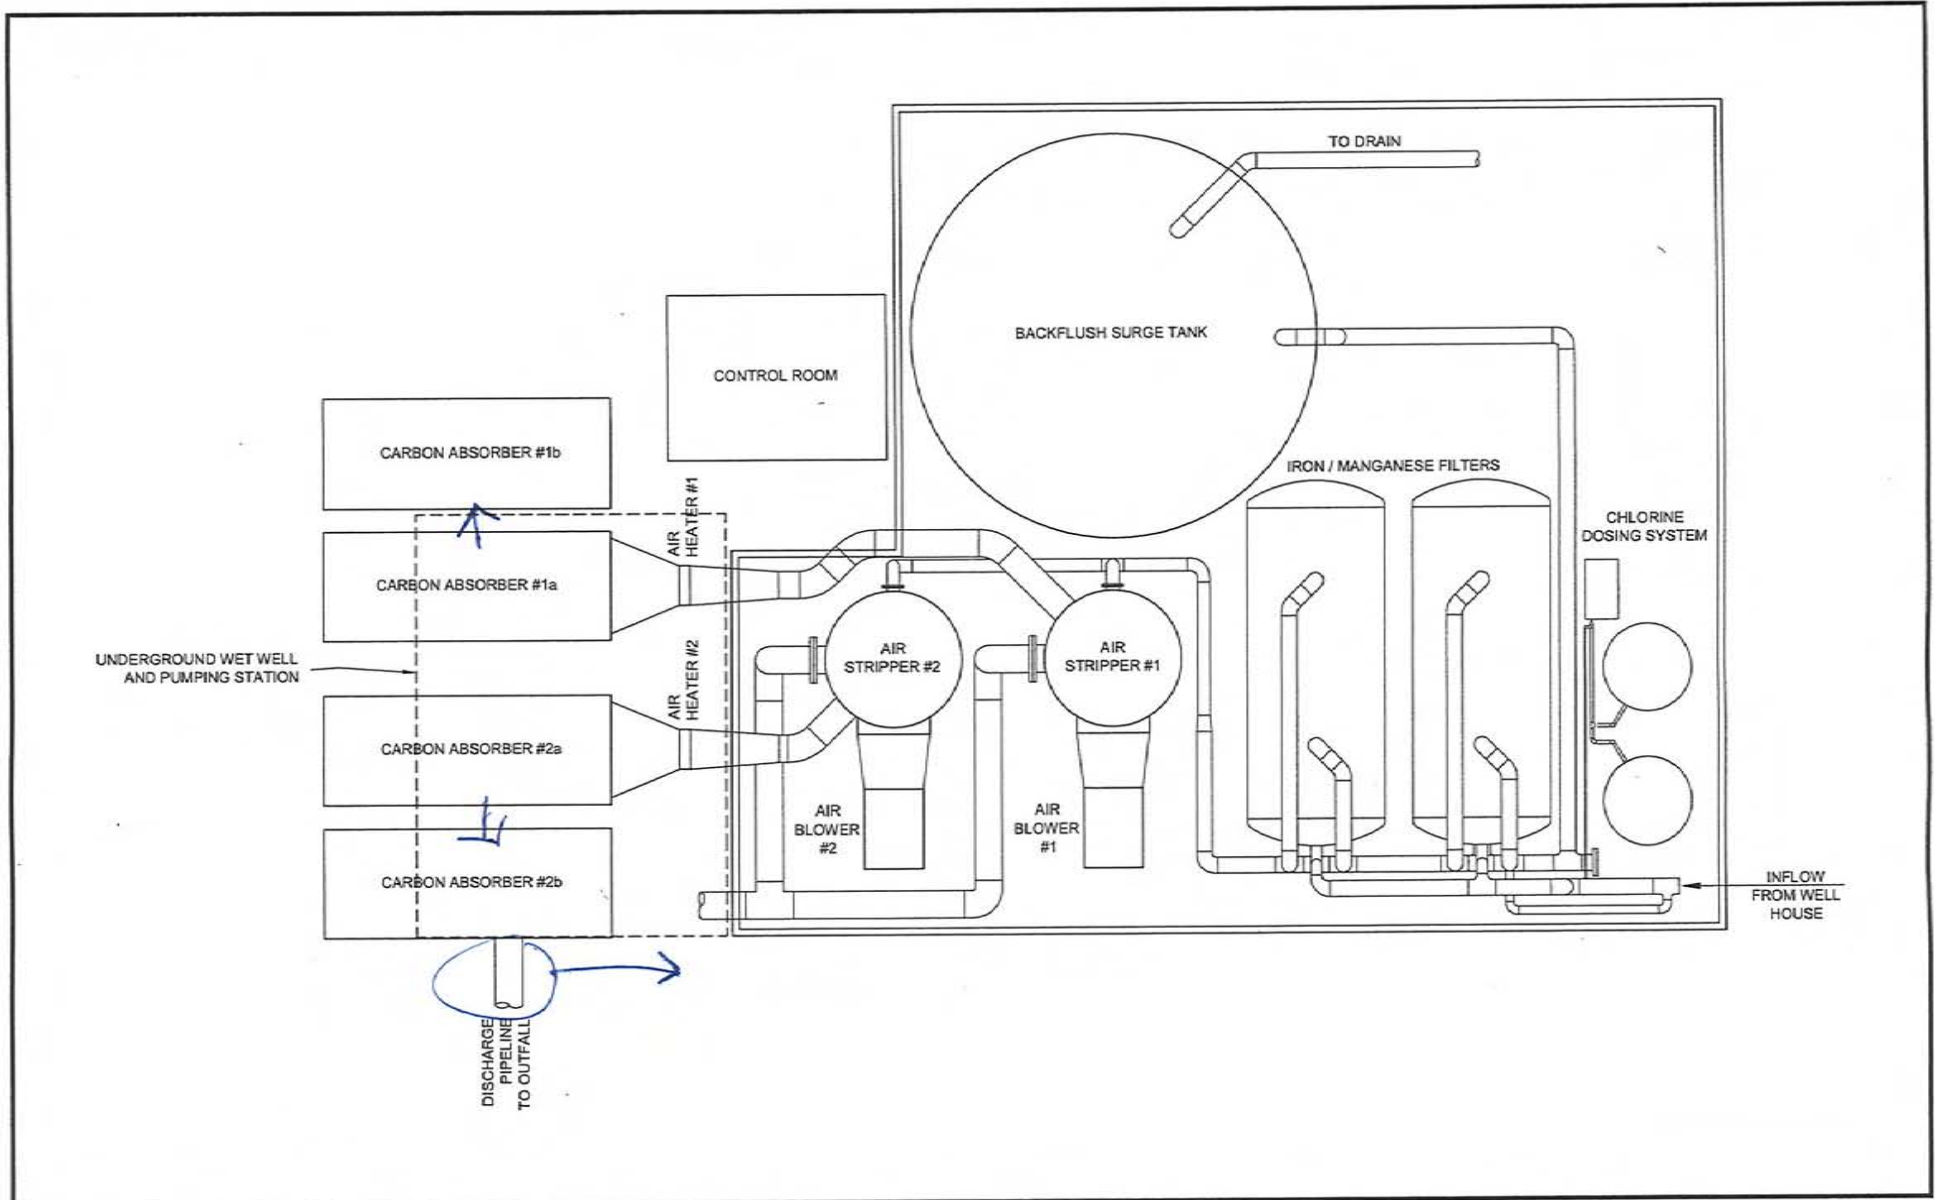 TO DRAIN
BACKFLUSH SURGE TANK
CONTROL ROOM
CARBON ABSORBER #1b
IRON / MANGANESE FILTERS
AIR
HEATER #1
CHLORINE
DOSING SYSTEM
CARBON ABSORBER #1a
UNDERGROUND WET WELL
AND PUMPING STATION
AIR
HEATER #2
AIR
STRIPPER #2
AIR
STRIPPER #1
CARBON ABSORBER #2a
AIR
BLOWER
#2
AIR
BLOWER
#1
CARBON ABSORBER #2b
INFLOW
FROM WELL
HOUSE
DISCHARGE
PIPELINE
TO OUTFALL